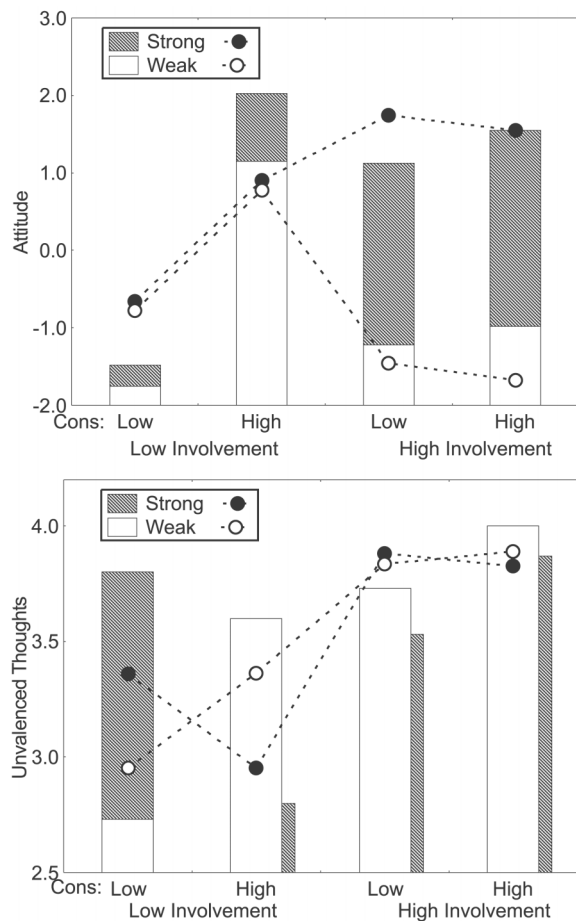 3.0
Strong
Weak
2.0
1.0
Attitude
0.0
-1.0
-2.0
Cons: Low High Low High
Low Involvement High Involvement
Strong
Weak
4.0
3.5
Unvalenced Thoughts
3.0
2.5
Cons: Low High Low High
Low Involvement High Involvement